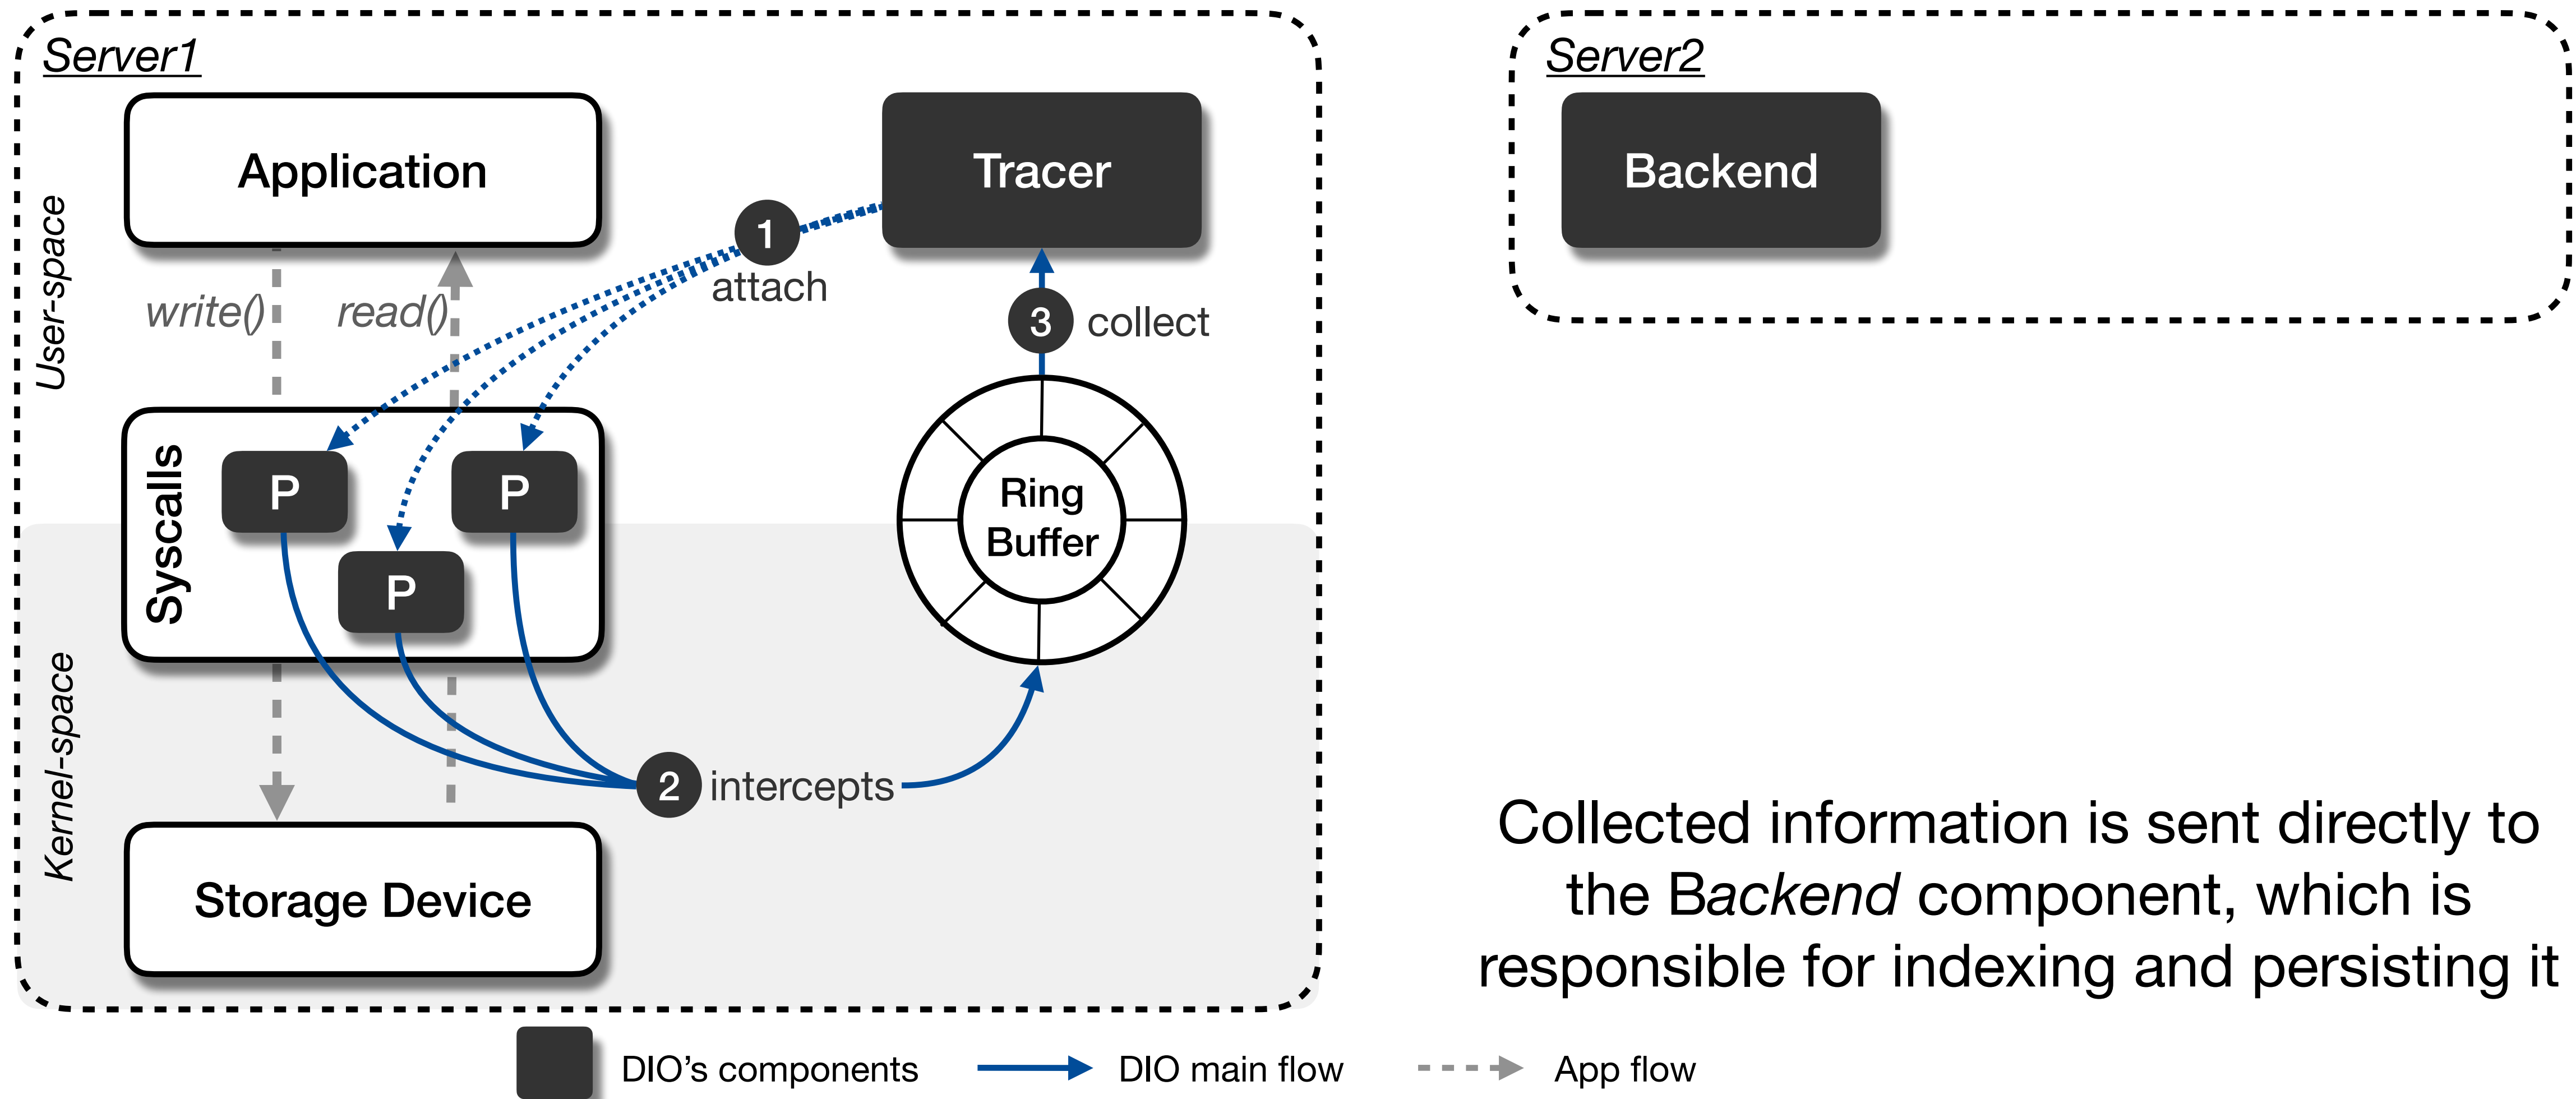 Server1
Server2
Application
Tracer
Backend
User-space
1
attach
write()
read()
3
collect
Syscalls
P
P
P
Ring
Buffer
Kernel-space
2
intercepts
Storage Device
Collected information is sent directly to
the Backend component, which is
responsible for indexing and persisting it
DIO's components
DIO main flow
App flow